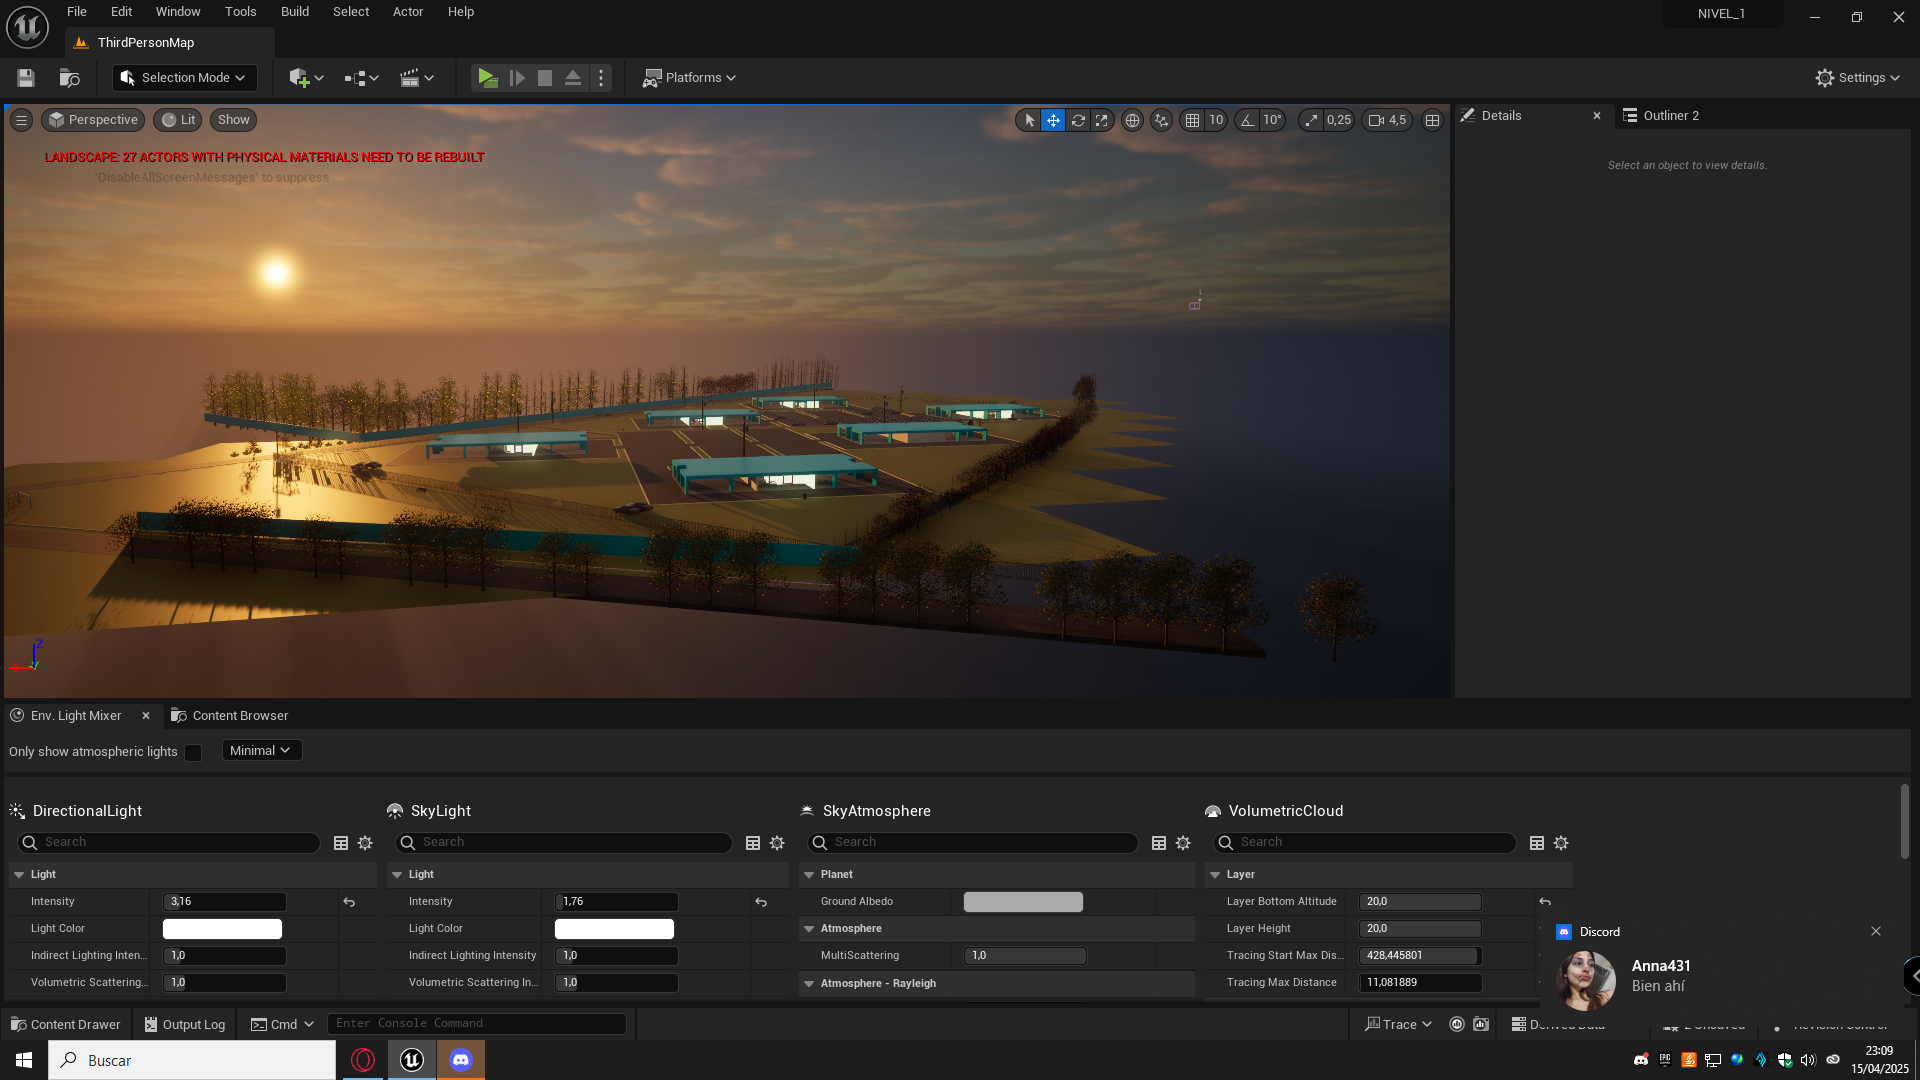 File Edit Window Tools Build Select Actor Help
NIVEL_1
ThirdPersonMap
Selection Mode
Platforms
Settings
Perspective Lit Show
10 10° 0,25 4,5
LANDSCAPE: 27 ACTORS WITH PHYSICAL MATERIALS NEED TO BE REBUILT
'DisableAllScreenMessages' to suppress
Details
Outliner 2
Select an object to view details.
Z
Env. Light Mixer
Content Browser
Only show atmospheric lights
Minimal
DirectionalLight
Search
Light
Intensity 3,16
Light Color
Indirect Lighting Inten... 1,0
Volumetric Scattering... 1,0
SkyLight
Search
Light
Intensity 1,76
Light Color
Indirect Lighting Intensity 1,0
Volumetric Scattering In... 1,0
SkyAtmosphere
Search
Planet
Ground Albedo
Atmosphere
MultiScattering 1,0
Atmosphere - Rayleigh
VolumetricCloud
Search
Layer
Layer Bottom Altitude 20,0
Layer Height 20,0
Tracing Start Max Dis... 428,445801
Tracing Max Distance 11,081889
Discord
Anna431
Bien ahí
Content Drawer
Output Log
Cmd
Enter Console Command
Trace
Derived Data
2 Unsaved
Revision Control
Buscar
EPIC
23:09
15/04/2025